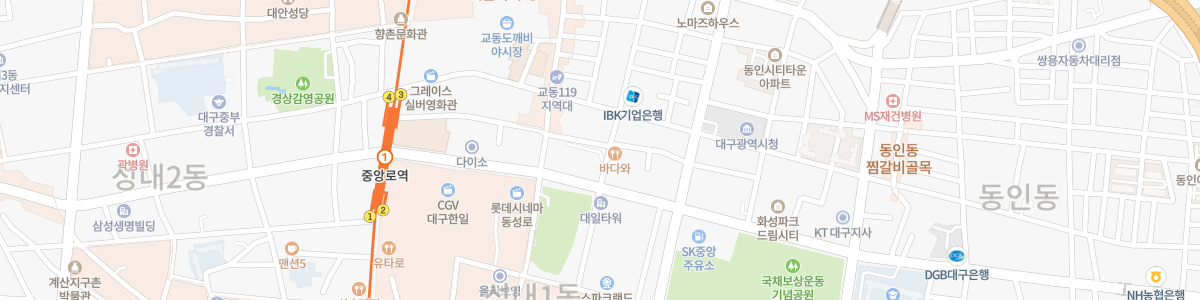 대안성당
향촌문화관
교동도깨비
야시장
노마즈하우스
쌍용자동차대리점
동인시티타운
아파트
3동
지센터
경상감영공원
그레이스
실버영화관
4
3
교동119
지역대
IBK기업은행
MS재건병원
대구중부
경찰서
대구광역시청
곽병원
다이소
1
중앙로역
바다와
동인동
찜갈비골목
성내2동
동인동
CGV
대구한일
롯데시네마
동성로
대일타워
화성파크
드림시티
KT 대구지사
삼성생명빌딩
1
2
맨션5
유타로
SK중앙
주유소
DGB대구은행
국채보상운동
기념공원
계산지구촌
박물관
스파크랜드
NH농협은행